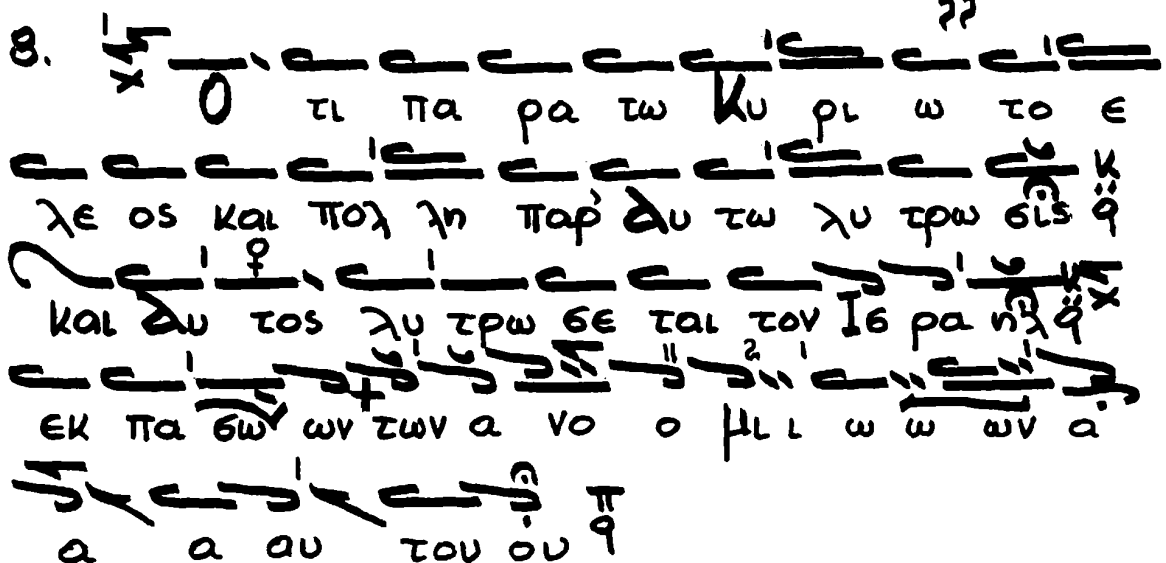 8. Ο τι πα ρα τω Κυ ρι ω το ε
λε ος και πολ λη παρ' Αυ τω λυ τρω σις
και Αυ τος λυ τρω σε ται τον Ισ ρα ηλ
εκ πα σω ων των α νο ο μι ι ω ω ων α
α α αυ του ου